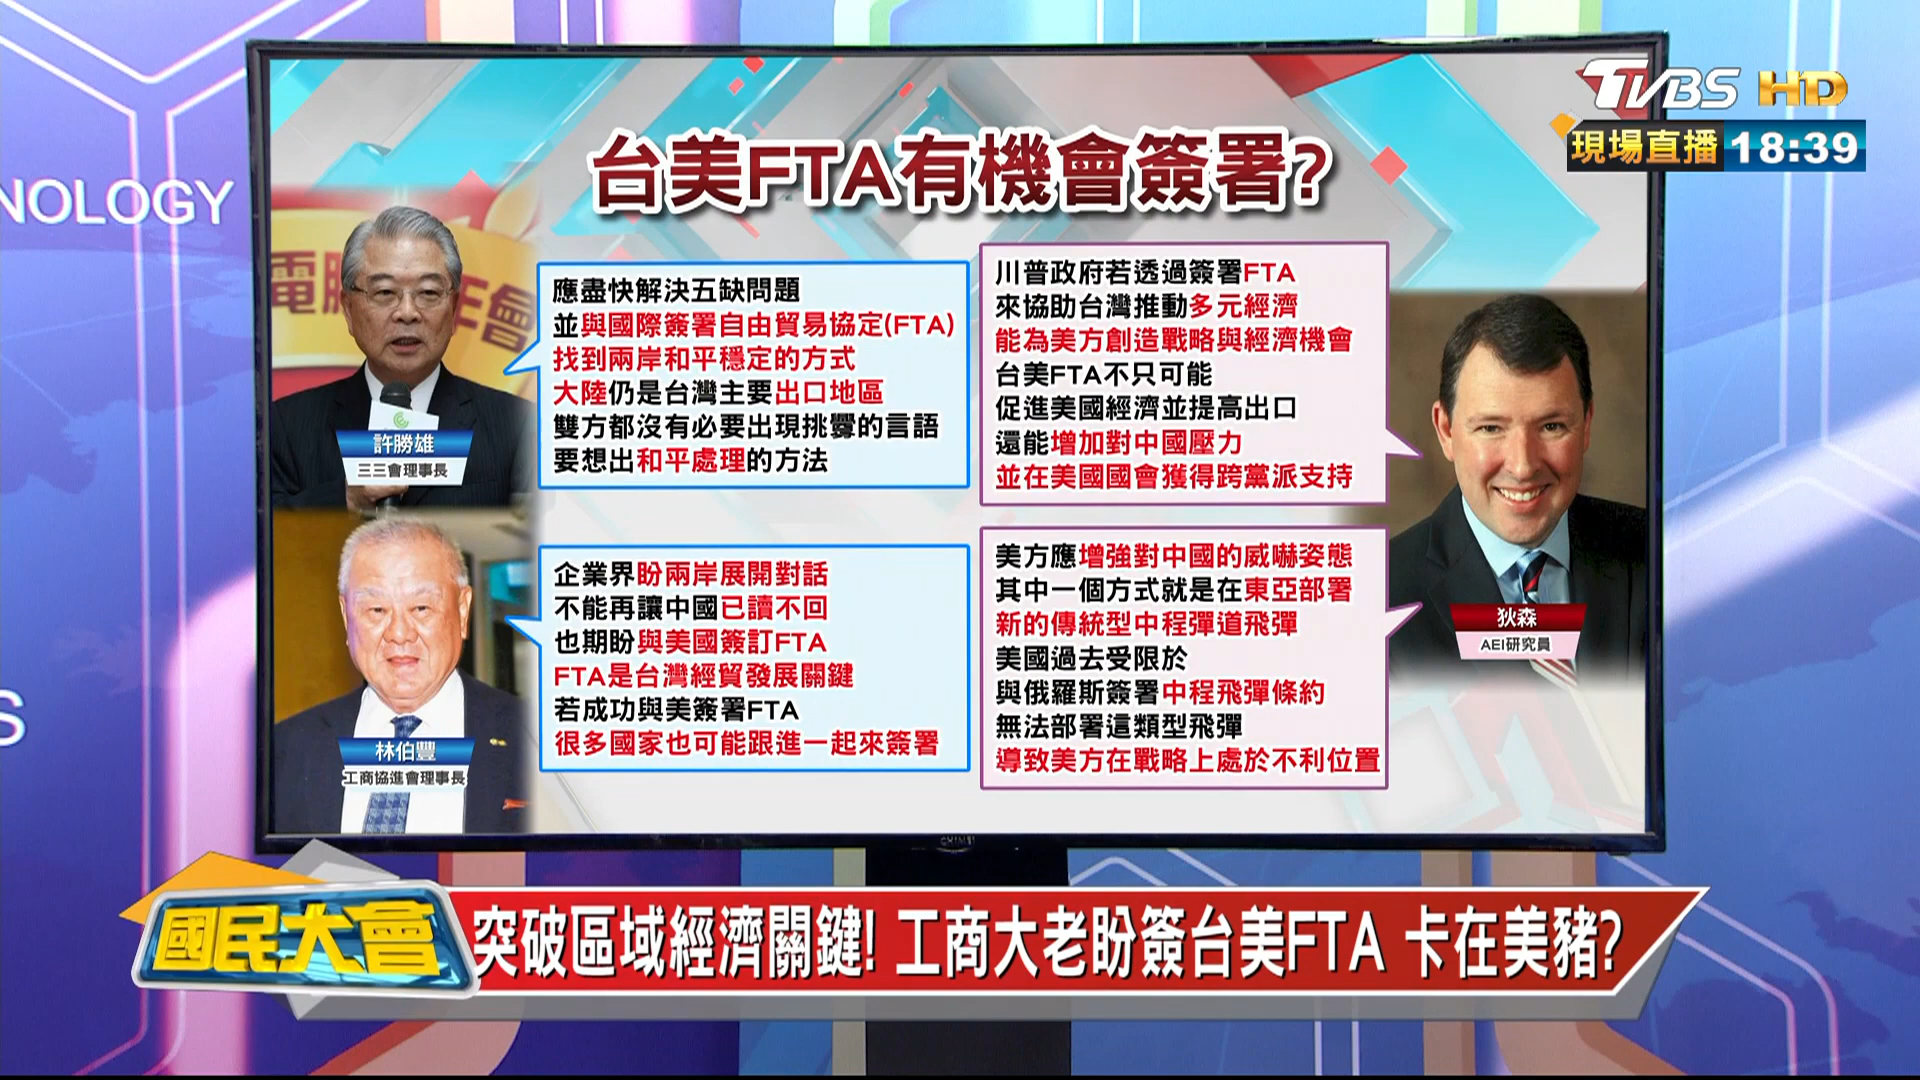 TVBS HD
現場直播 18:39
NOLOGY
S
台美FTA有機會簽署?
電腦
年會
應盡快解決五缺問題
並與國際簽署自由貿易協定(FTA)
找到兩岸和平穩定的方式
大陸仍是台灣主要出口地區
雙方都沒有必要出現挑釁的言語
要想出和平處理的方法
許勝雄
三三會理事長
企業界盼兩岸展開對話
不能再讓中國已讀不回
也期盼與美國簽訂FTA
FTA是台灣經貿發展關鍵
若成功與美簽署FTA
很多國家也可能跟進一起來簽署
林伯豐
工商協進會理事長
川普政府若透過簽署FTA
來協助台灣推動多元經濟
能為美方創造戰略與經濟機會
台美FTA不只可能
促進美國經濟並提高出口
還能增加對中國壓力
並在美國國會獲得跨黨派支持
美方應增強對中國的威嚇姿態
其中一個方式就是在東亞部署
新的傳統型中程彈道飛彈
美國過去受限於
與俄羅斯簽署中程飛彈條約
無法部署這類型飛彈
導致美方在戰略上處於不利位置
狄森
AEI研究員
CHIMEI
國民大會
突破區域經濟關鍵! 工商大老盼簽台美FTA 卡在美豬?